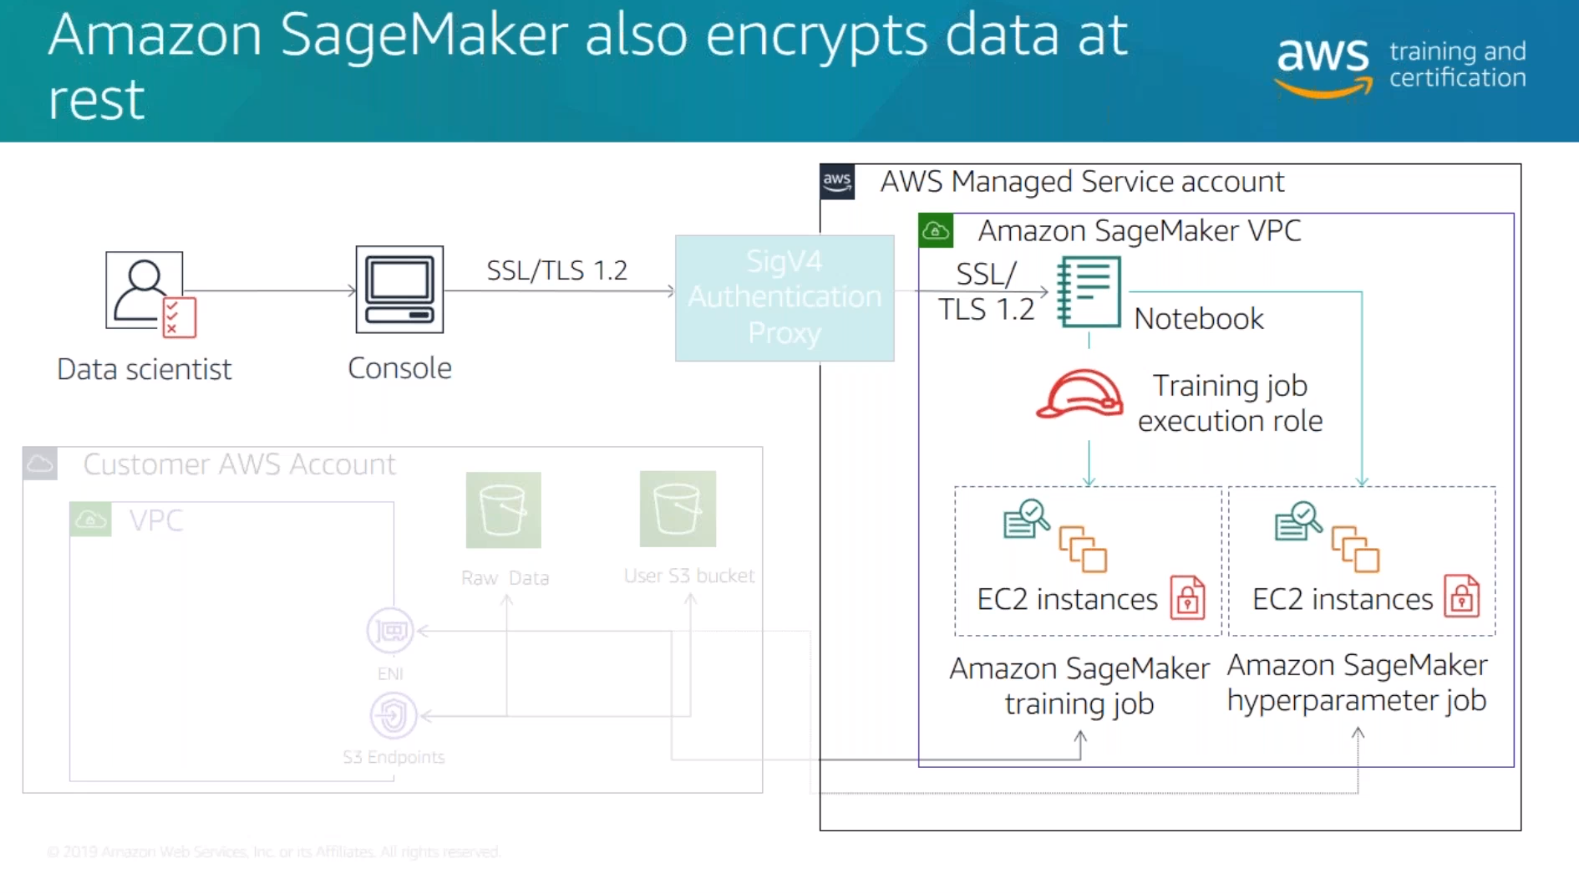 Amazon SageMaker also encrypts data at
rest
aws training and
certification
aws
AWS Managed Service account
Amazon SageMaker VPC
SSL/TLS 1.2
SigV4
Authentication
Proxy
SSL/
TLS 1.2
Notebook
Data scientist
Console
Training job
execution role
Customer AWS Account
VPC
Raw Data
User S3 bucket
ENI
S3 Endpoints
EC2 instances
EC2 instances
Amazon SageMaker
training job
Amazon SageMaker
hyperparameter job
© 2019 Amazon Web Services, Inc. or its Affiliates. All rights reserved.